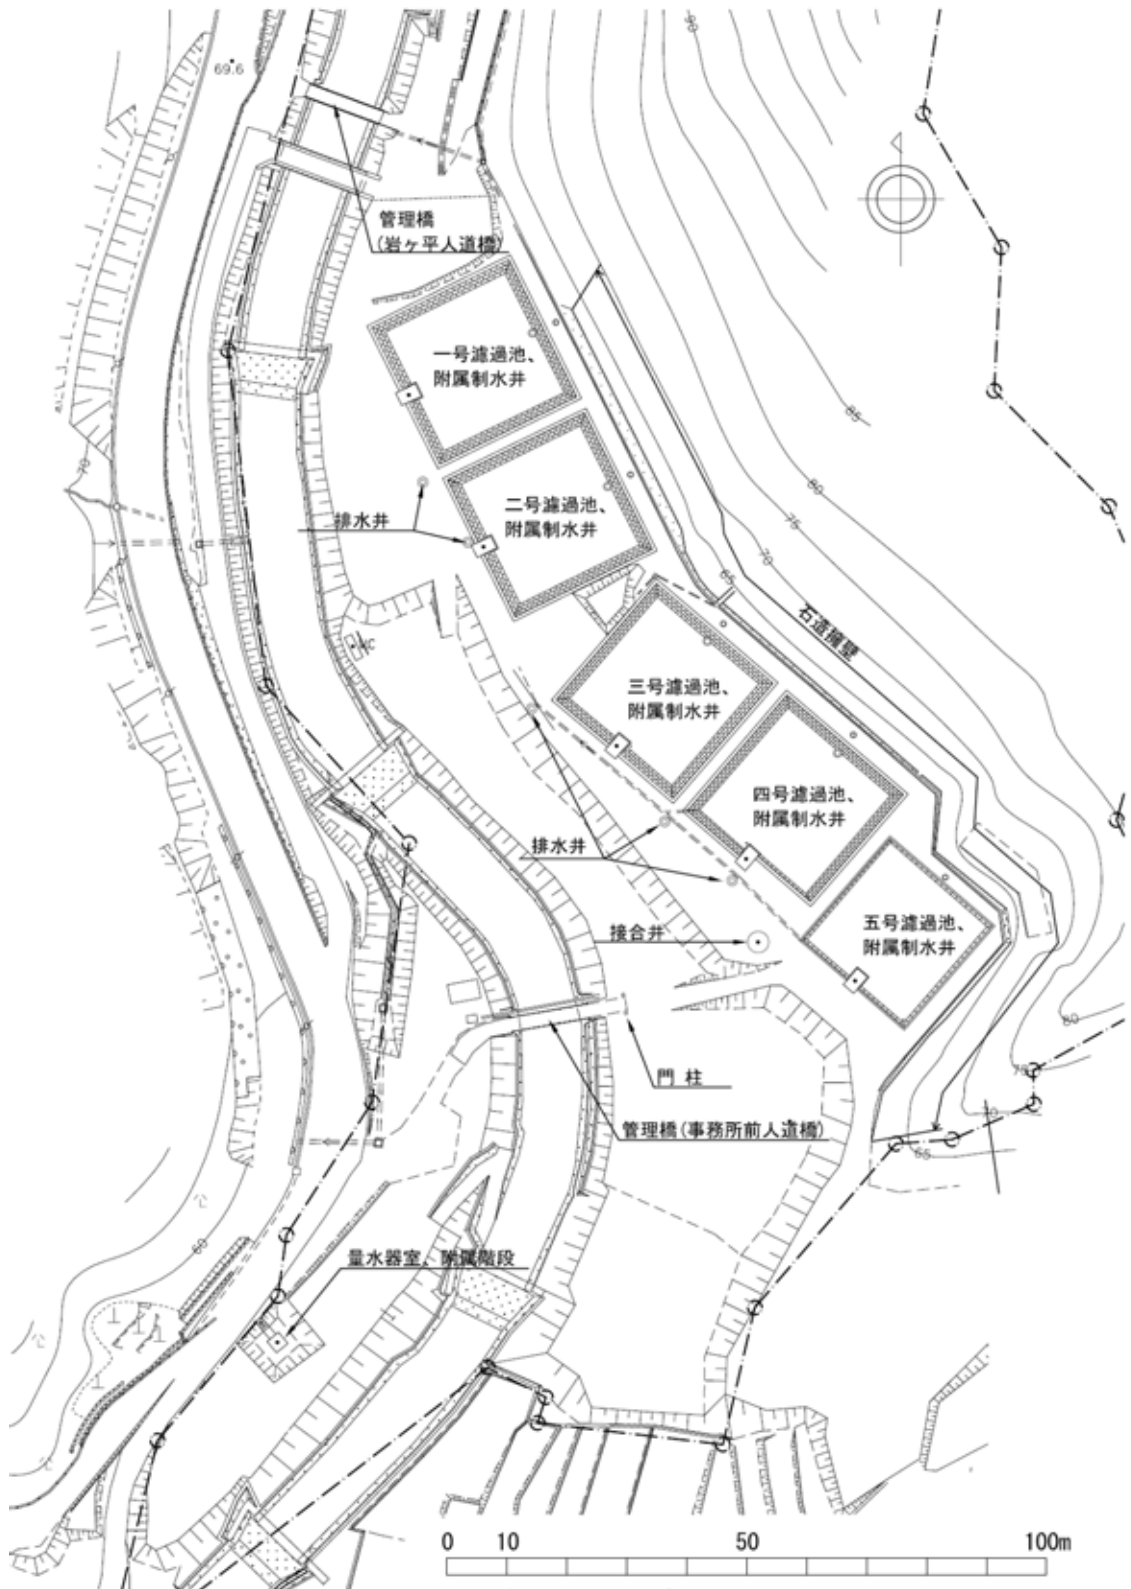 90
69.6
管理橋
(岩ヶ平人道橋)
一号濾過池、
附属制水井
85
80
二号濾過池、
附属制水井
排水井
75
70
65
石造擁壁
三号濾過池、
附属制水井
四号濾過池、
附属制水井
排水井
五号濾過池、
附属制水井
接合井
80
門 柱
75
管理橋(事務所前人道橋)
65
量水器室、附属階段
60
0 10 50 100m